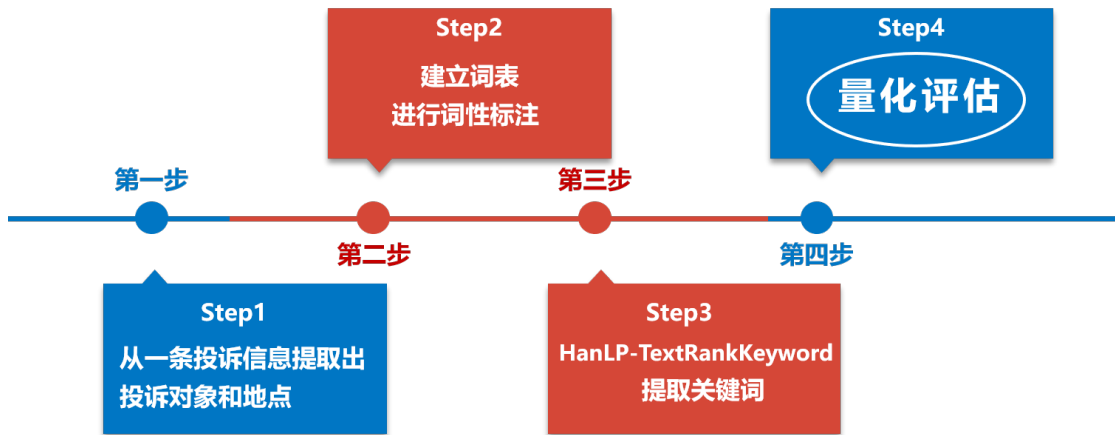 第一步
Step1
从一条投诉信息提取出
投诉对象和地点
Step2
建立词表
进行词性标注
第二步
第三步
Step3
HanLP-TextRankKeyword
提取关键词
Step4
量化评估
第四步